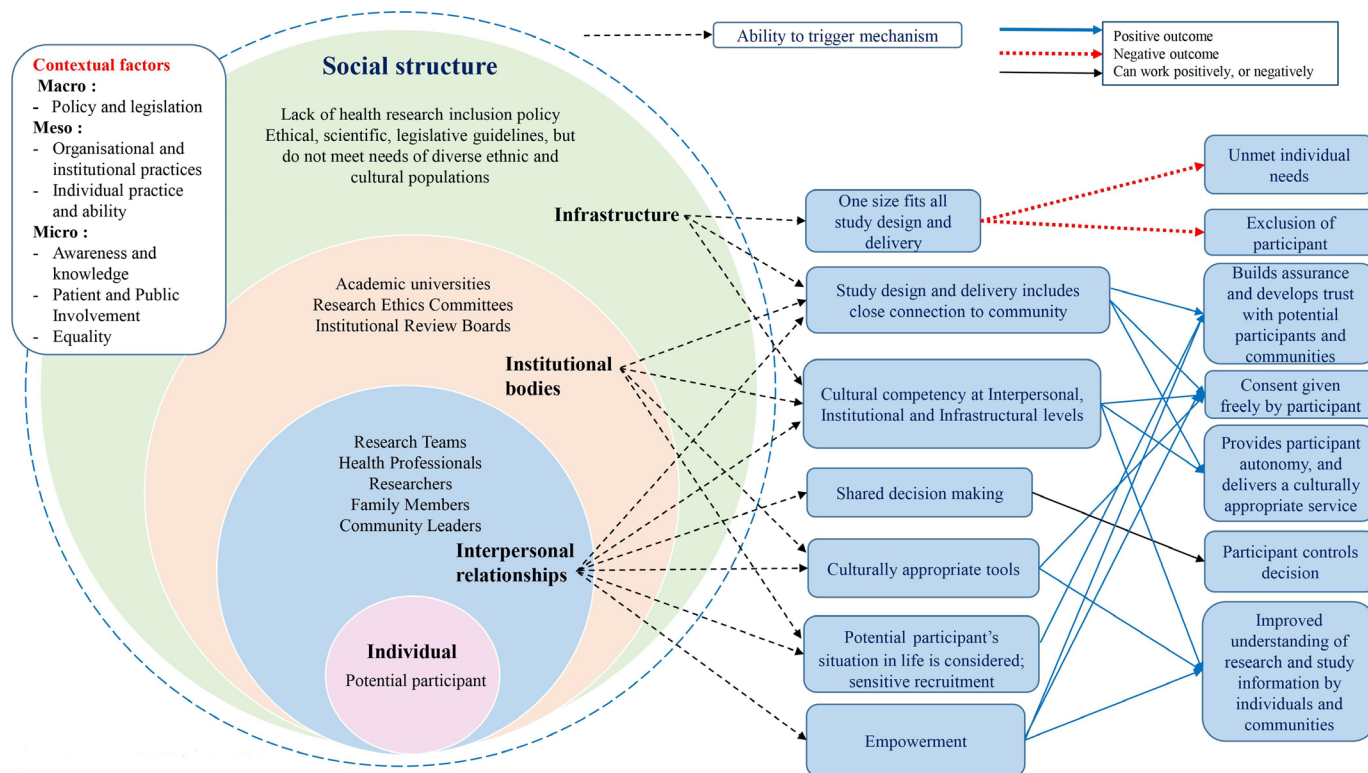 Contextual factors
Macro :
- Policy and legislation
Meso :
- Organisational and
institutional practices
- Individual practice
and ability
Micro :
- Awareness and
knowledge
- Patient and Public
Involvement
- Equality
Social structure
Lack of health research inclusion policy
Ethical, scientific, legislative guidelines, but
do not meet needs of diverse ethnic and
cultural populations
Infrastructure
Academic universities
Research Ethics Committees
Institutional Review Boards
Institutional
bodies
Research Teams
Health Professionals
Researchers
Family Members
Community Leaders
Interpersonal
relationships
Individual
Potential participant
Ability to trigger mechanism
Positive outcome
Negative outcome
Can work positively, or negatively
One size fits all
study design and
delivery
Study design and delivery includes
close connection to community
Cultural competency at Interpersonal,
Institutional and Infrastructural levels
Shared decision making
Culturally appropriate tools
Potential participant's
situation in life is considered;
sensitive recruitment
Empowerment
Unmet individual
needs
Exclusion of
participant
Builds assurance
and develops trust
with potential
participants and
communities
Consent given
freely by participant
Provides participant
autonomy, and
delivers a culturally
appropriate service
Participant controls
decision
Improved
understanding of
research and study
information by
individuals and
communities